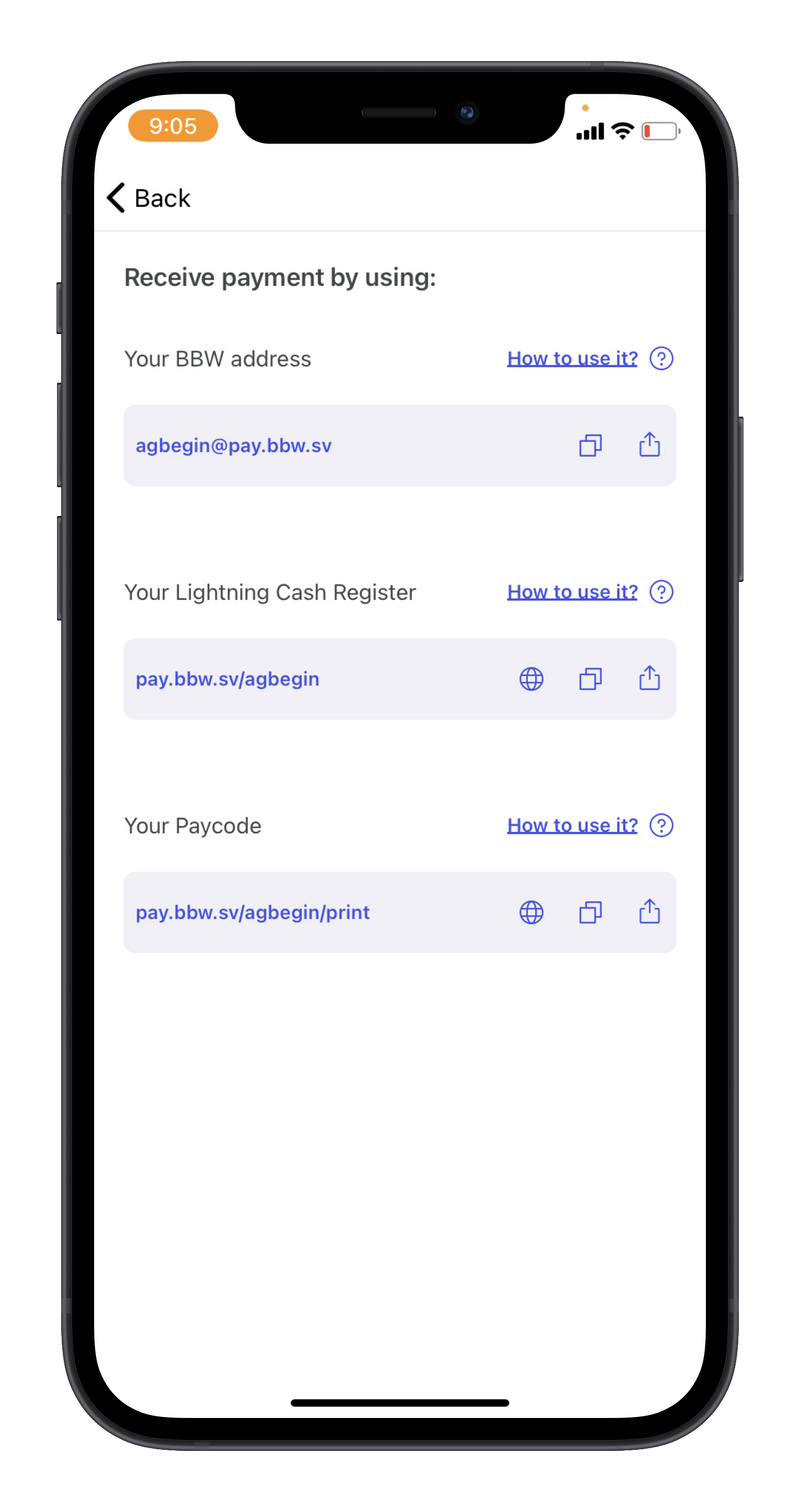 9:05
Back
Receive payment by using:
Your BBW address How to use it? ?
agbegin@pay.bbw.sv
Your Lightning Cash Register How to use it? ?
pay.bbw.sv/agbegin
Your Paycode How to use it? ?
pay.bbw.sv/agbegin/print